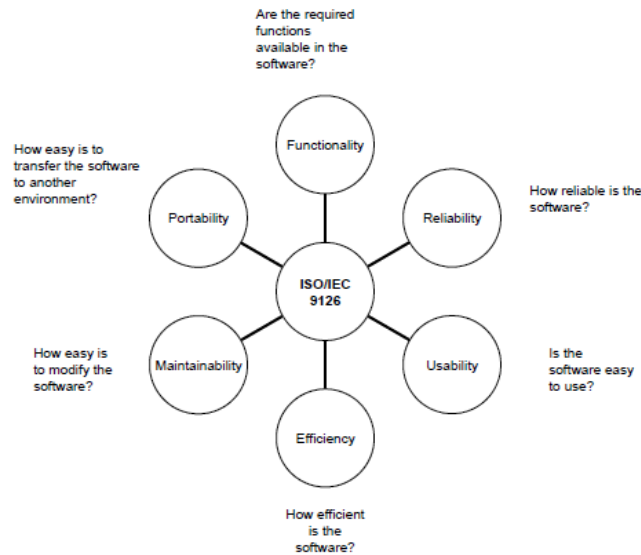 Are the required
functions
available in the
software?
Functionality
How easy is to
transfer the software
to another
environment?
Portability
How reliable is the
software?
Reliability
ISO/IEC
9126
How easy is
to modify the
software?
Maintainability
Usability
Is the
software easy
to use?
Efficiency
How efficient
is the
software?